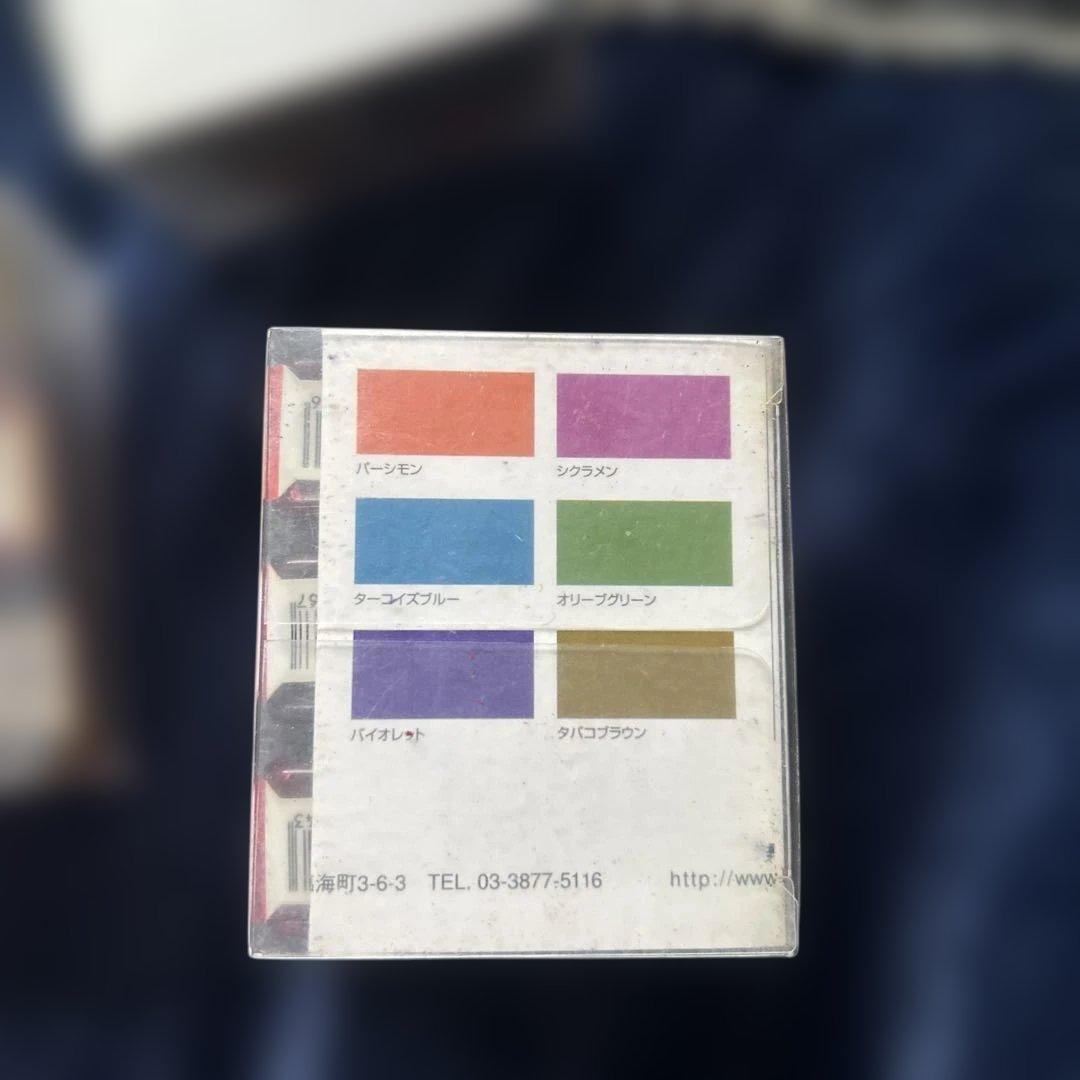 パーシモン
シクラメン
ターコイズブルー
オリーブグリーン
バイオレット
タバコブラウン
海町3-6-3 TEL. 03-3877-5116 http://www